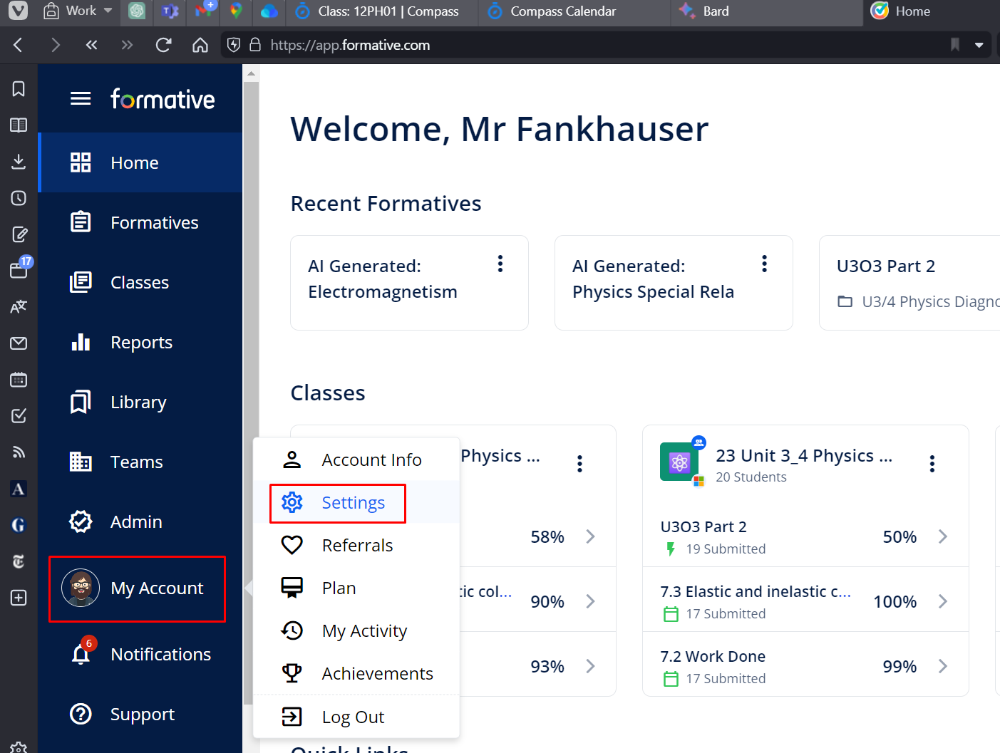 Work
Class: 12PH01 | Compass
Compass Calendar
Bard
Home
https://app.formative.com
17
formative
Home
Formatives
Classes
Reports
Library
Teams
Admin
My Account
6
Notifications
Support
Welcome, Mr Fankhauser
Recent Formatives
AI Generated:
Electromagnetism
AI Generated:
Physics Special Rela
U3O3 Part 2
U3/4 Physics Diagno
Classes
Physics ...
58%
tic col...
90%
93%
23 Unit 3_4 Physics ...
20 Students
U3O3 Part 2
19 Submitted
50%
7.3 Elastic and inelastic c...
17 Submitted
100%
7.2 Work Done
17 Submitted
99%
Account Info
Settings
Referrals
Plan
My Activity
Achievements
Log Out
Quick Links